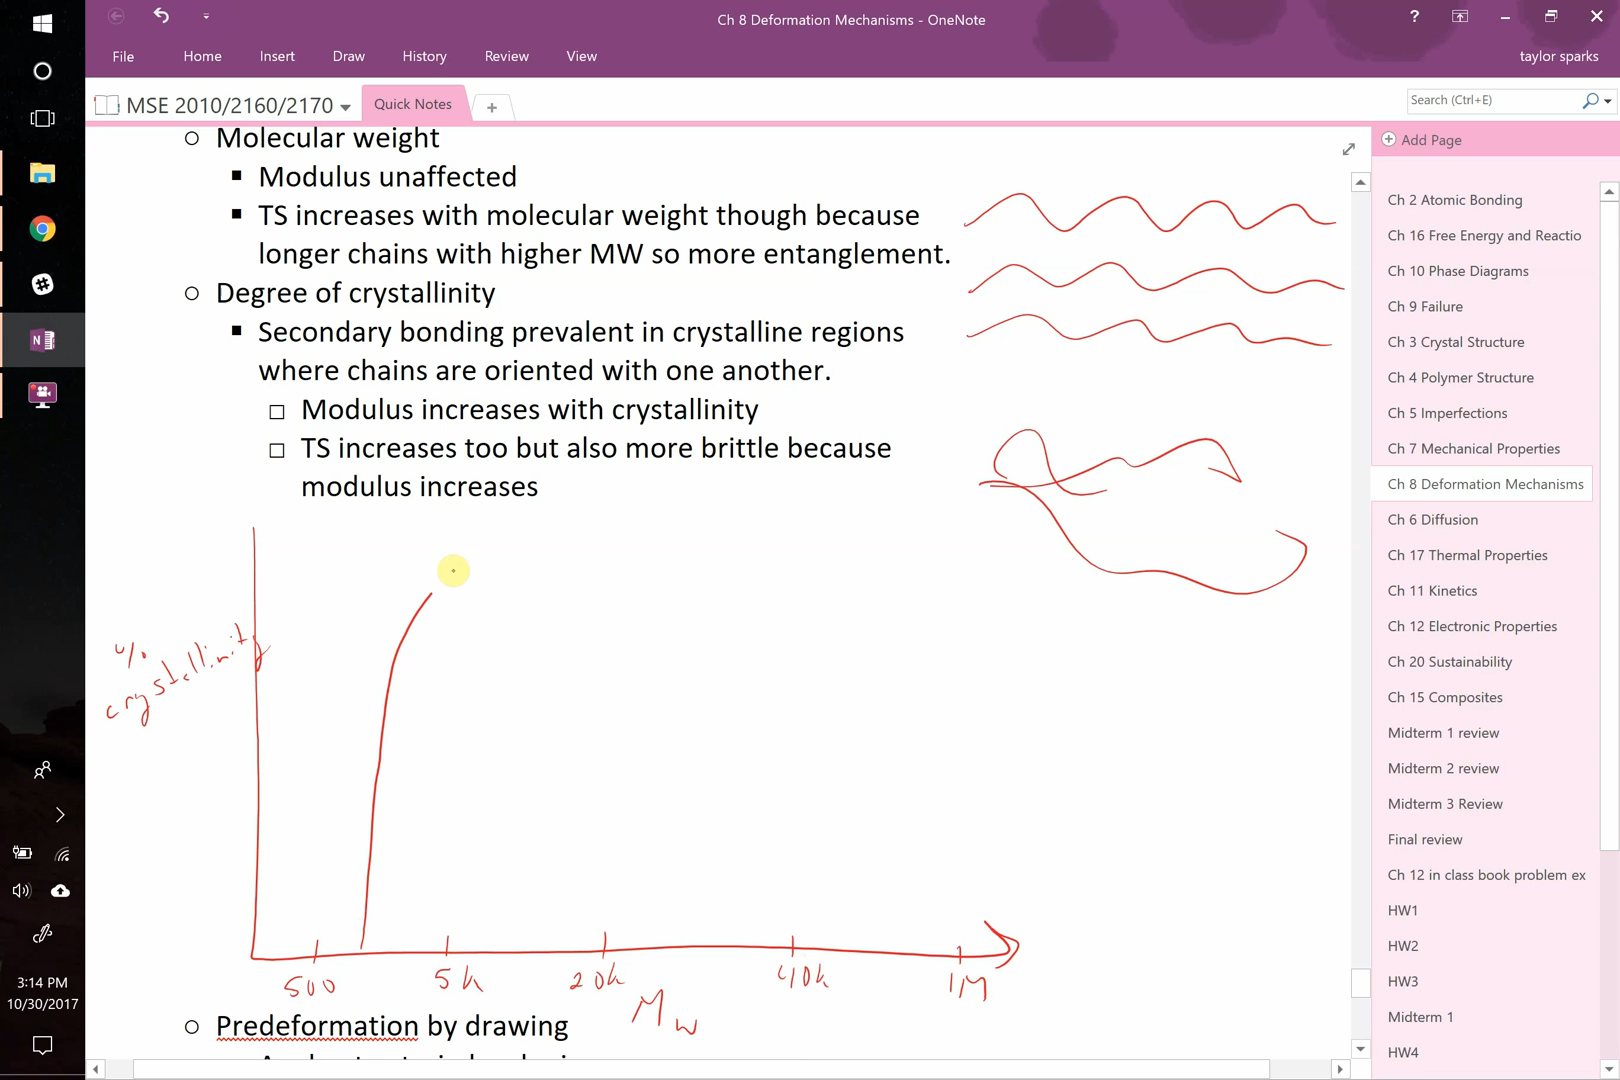 Ch 8 Deformation Mechanisms - OneNote
?
File Home Insert Draw History Review View
taylor sparks
MSE 2010/2160/2170
Quick Notes
+
Search (Ctrl+E)
Molecular weight
Modulus unaffected
TS increases with molecular weight though because
longer chains with higher MW so more entanglement.
Degree of crystallinity
Secondary bonding prevalent in crystalline regions
where chains are oriented with one another.
Modulus increases with crystallinity
TS increases too but also more brittle because
modulus increases
%
crystallinity
500 5k 20k 40k 1M
Mw
Predeformation by drawing
Add Page
Ch 2 Atomic Bonding
Ch 16 Free Energy and Reactio
Ch 10 Phase Diagrams
Ch 9 Failure
Ch 3 Crystal Structure
Ch 4 Polymer Structure
Ch 5 Imperfections
Ch 7 Mechanical Properties
Ch 8 Deformation Mechanisms
Ch 6 Diffusion
Ch 17 Thermal Properties
Ch 11 Kinetics
Ch 12 Electronic Properties
Ch 20 Sustainability
Ch 15 Composites
Midterm 1 review
Midterm 2 review
Midterm 3 Review
Final review
Ch 12 in class book problem ex
HW1
HW2
HW3
Midterm 1
HW4
N
3:14 PM
10/30/2017